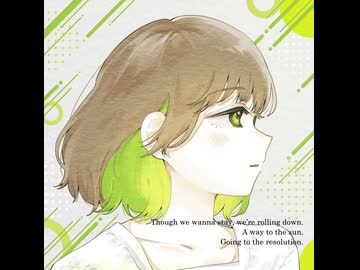 Though we wanna stay, we're rolling down.
A way to the sun.
Going to the resolution.